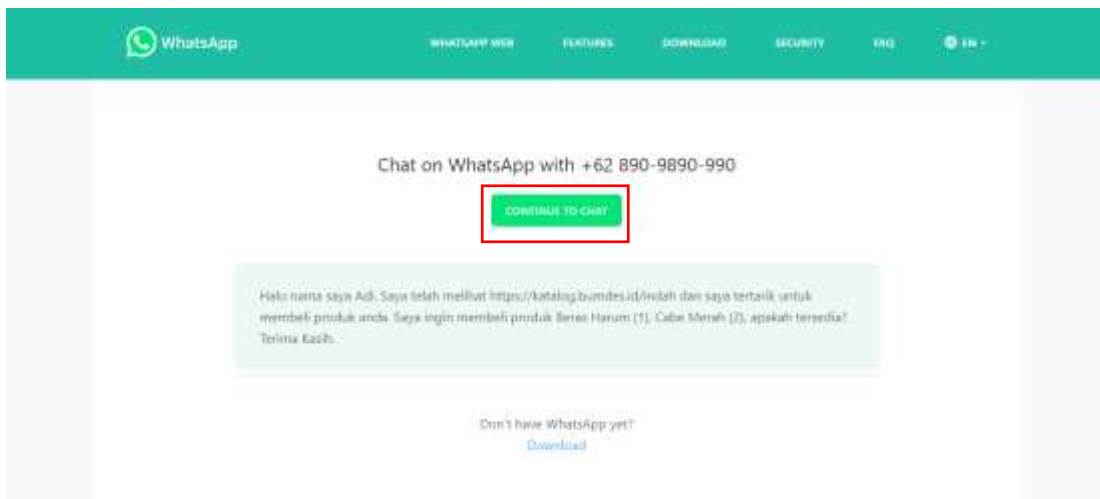 WhatsApp
WHATSAPP WEB FEATURES DOWNLOAD SECURITY FAQ EN
Chat on WhatsApp with +62 890-9890-990
CONTINUE TO CHAT
Halo nama saya Adi. Saya telah melihat https://katalog.bumdes.id/indah dan saya tertarik untuk
membeli produk anda. Saya ingin membeli produk Beras Harum (1), Cabe Merah (2), apakah tersedia?
Terima Kasih.
Don't have WhatsApp yet?
Download